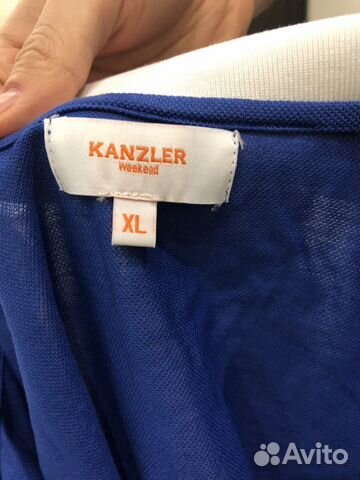 KANZLER
Weekend
XL
Avito